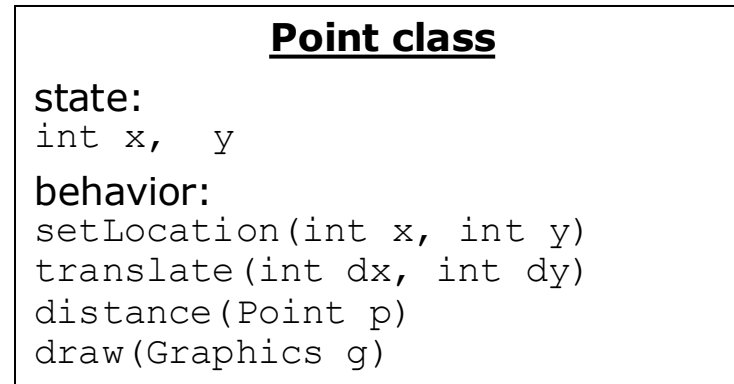 Point class
state:
int x,  y
behavior:
setLocation(int x, int y)
translate(int dx, int dy)
distance(Point p)
draw(Graphics g)